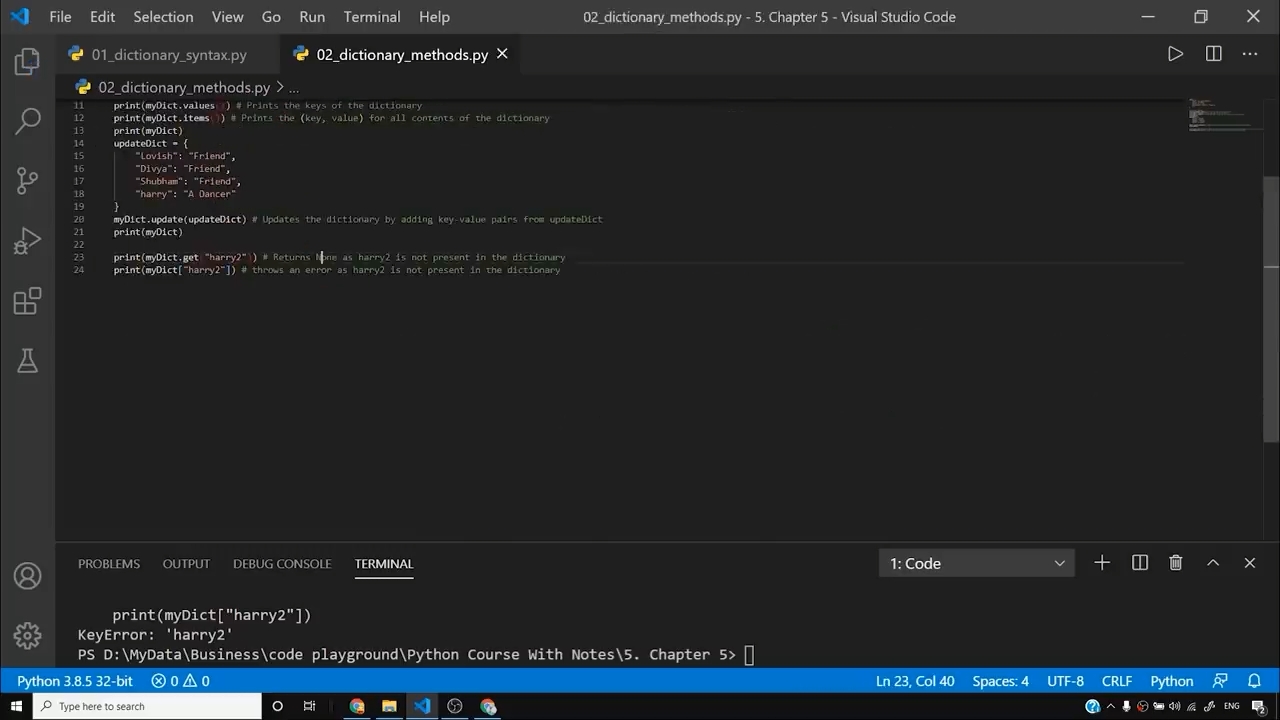 File Edit Selection View Go Run Terminal Help 02_dictionary_methods.py - 5. Chapter 5 - Visual Studio Code
01_dictionary_syntax.py 02_dictionary_methods.py
02_dictionary_methods.py > ...
11 print(myDict.values()) # Prints the keys of the dictionary
12 print(myDict.items()) # Prints the (key, value) for all contents of the dictionary
13 print(myDict)
14 updateDict = {
15 "Lovish": "Friend",
16 "Divya": "Friend",
17 "Shubham": "Friend",
18 "harry": "A Dancer"
19 }
20 myDict.update(updateDict) # Updates the dictionary by adding key-value pairs from updateDict
21 print(myDict)
22
23 print(myDict.get("harry2")) # Returns None as harry2 is not present in the dictionary
24 print(myDict["harry2"]) # throws an error as harry2 is not present in the dictionary
PROBLEMS OUTPUT DEBUG CONSOLE TERMINAL 1: Code
print(myDict["harry2"])
KeyError: 'harry2'
PS D:\MyData\Business\code playground\Python Course With Notes\5. Chapter 5>
Python 3.8.5 32-bit 0 0 Ln 23, Col 40 Spaces: 4 UTF-8 CRLF Python
Type here to search ENG